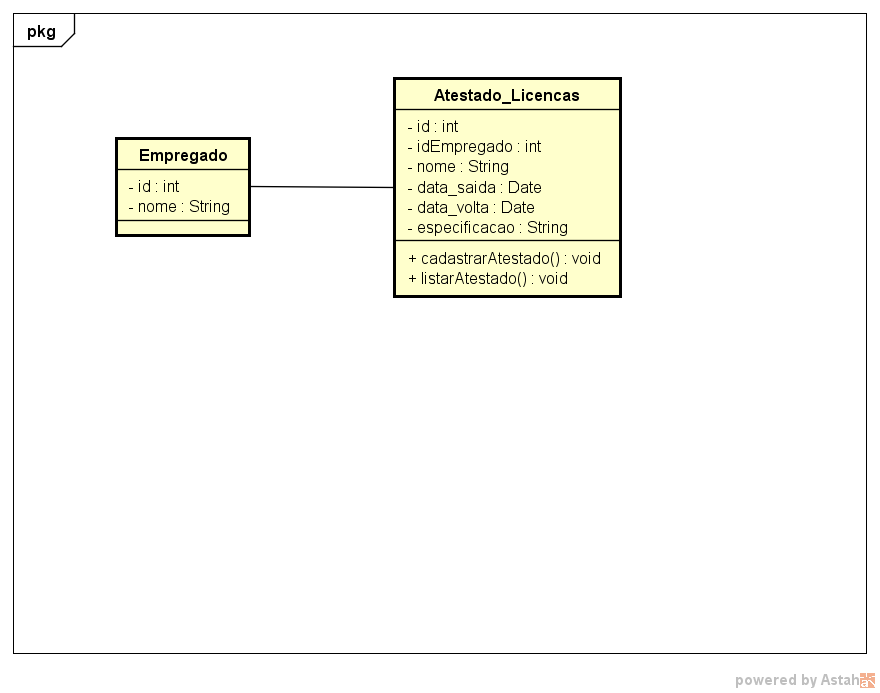 pkg
Empregado
- id : int
- nome : String
Atestado_Licencas
- id : int
- idEmpregado : int
- nome : String
- data_saida : Date
- data_volta : Date
- especificacao : String
+ cadastrarAtestado() : void
+ listarAtestado() : void
powered by Astah